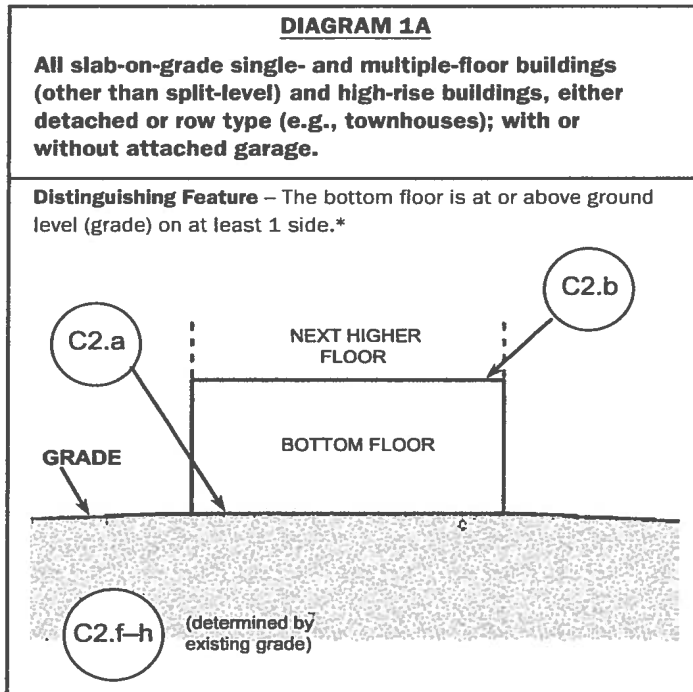 DIAGRAM 1A
All slab-on-grade single- and multiple-floor buildings
(other than split-level) and high-rise buildings, either
detached or row type (e.g., townhouses); with or
without attached garage.
Distinguishing Feature – The bottom floor is at or above ground
level (grade) on at least 1 side.*
C2.b
C2.a
NEXT HIGHER
FLOOR
BOTTOM FLOOR
GRADE
C2.f–h
(determined by
existing grade)